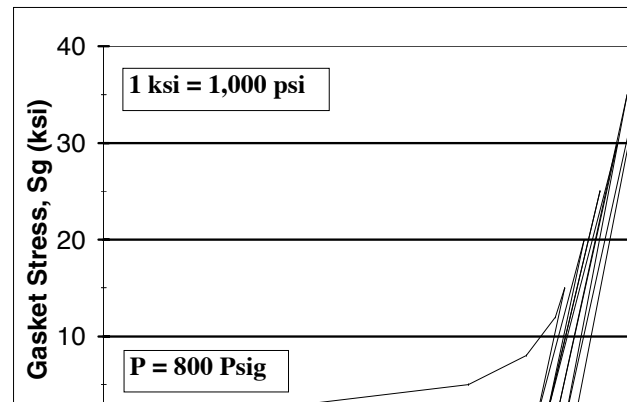 40
1 ksi = 1,000 psi
30
20
10
P = 800 Psig
Gasket Stress, Sg (ksi)